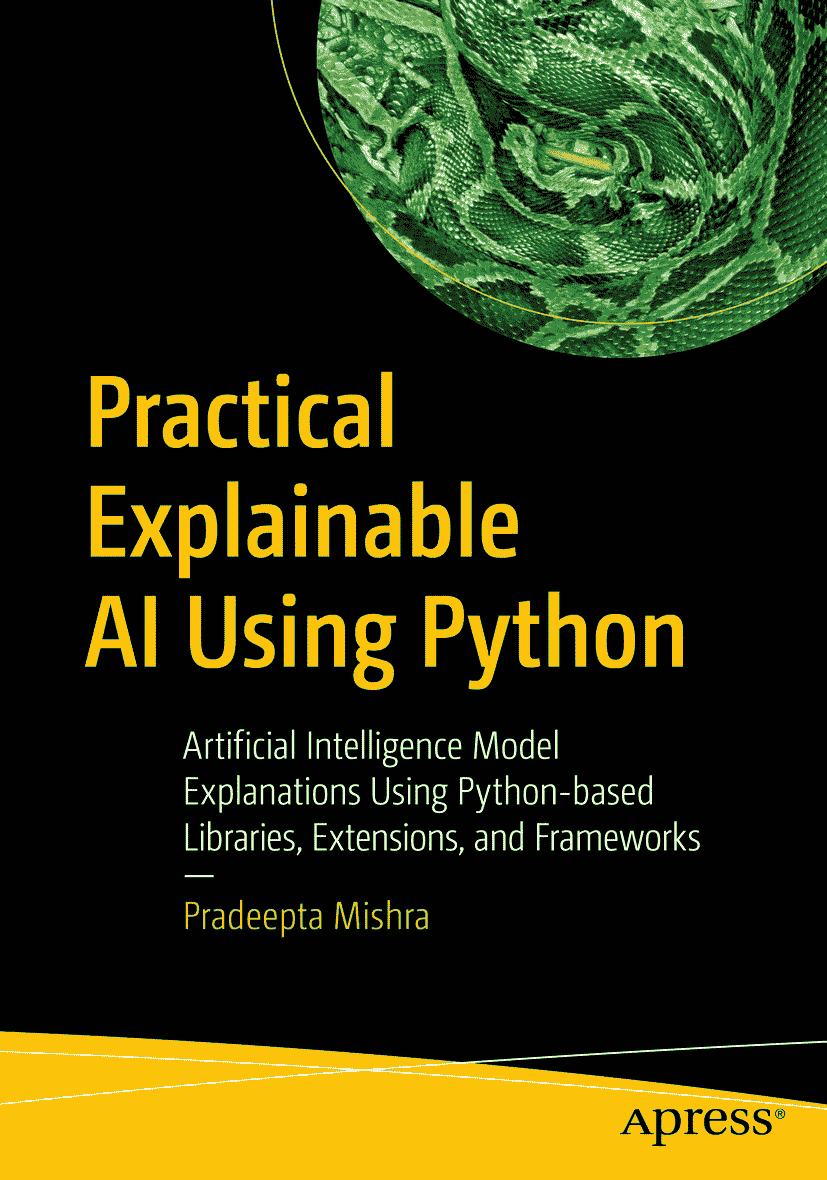 Practical
Explainable
AI Using Python
Artificial Intelligence Model
Explanations Using Python-based
Libraries, Extensions, and Frameworks
—
Pradeepta Mishra
Apress®